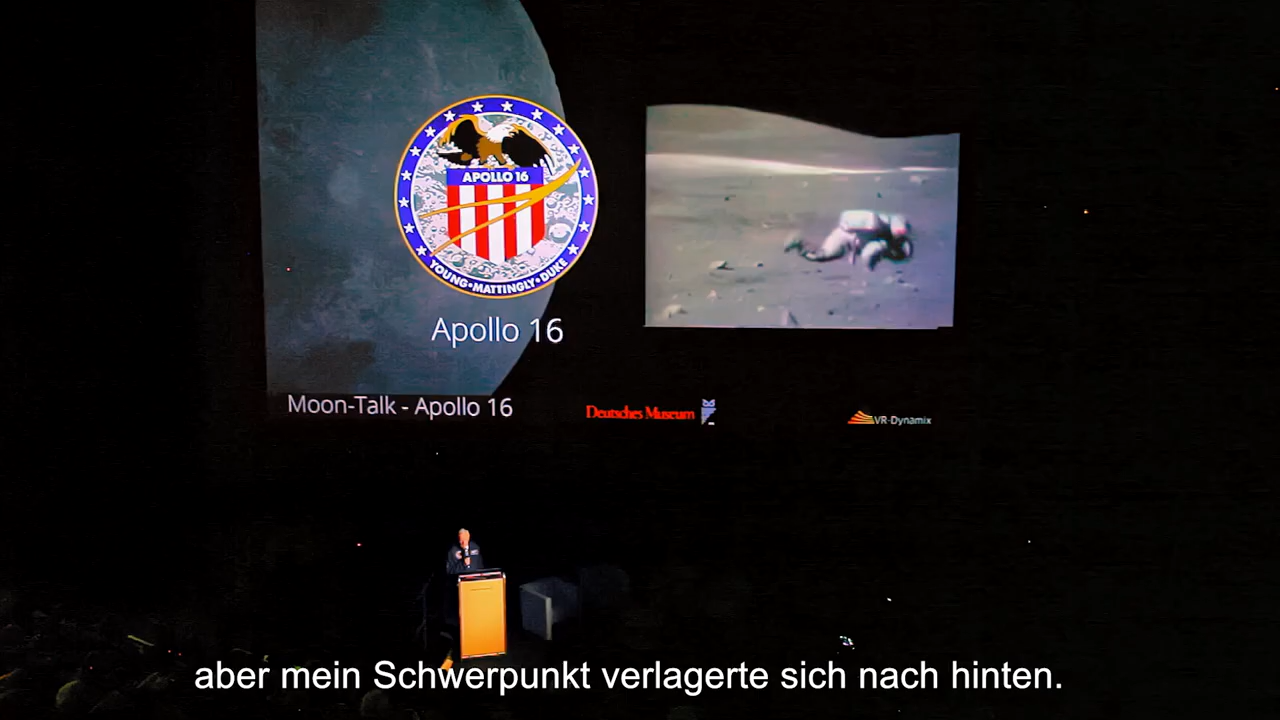 APOLLO 16
YOUNG•MATTINGLY•DUKE
Apollo 16
Moon-Talk - Apollo 16
Deutsches Museum
VR-Dynamix
aber mein Schwerpunkt verlagerte sich nach hinten.